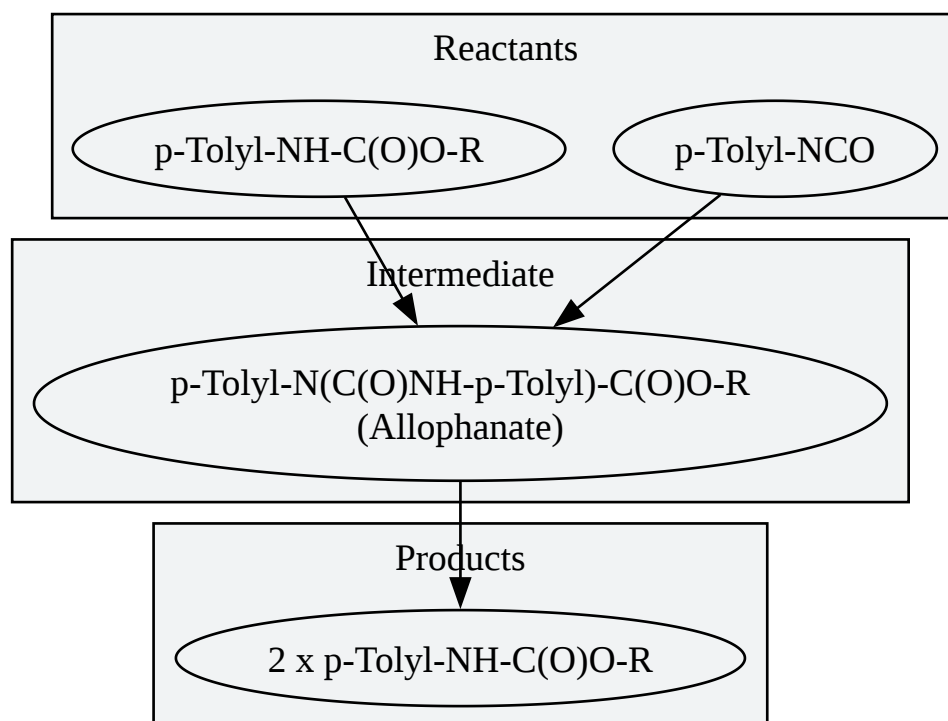 Reactants
p-Tolyl-NH-C(O)O-R
p-Tolyl-NCO
Intermediate
p-Tolyl-N(C(O)NH-p-Tolyl)-C(O)O-R
(Allophanate)
Products
2 x p-Tolyl-NH-C(O)O-R